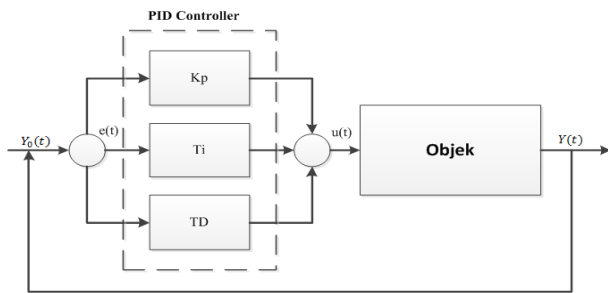 PID Controller
Kp
Y₀(t)
e(t)
Ti
u(t)
Objek
Y(t)
TD